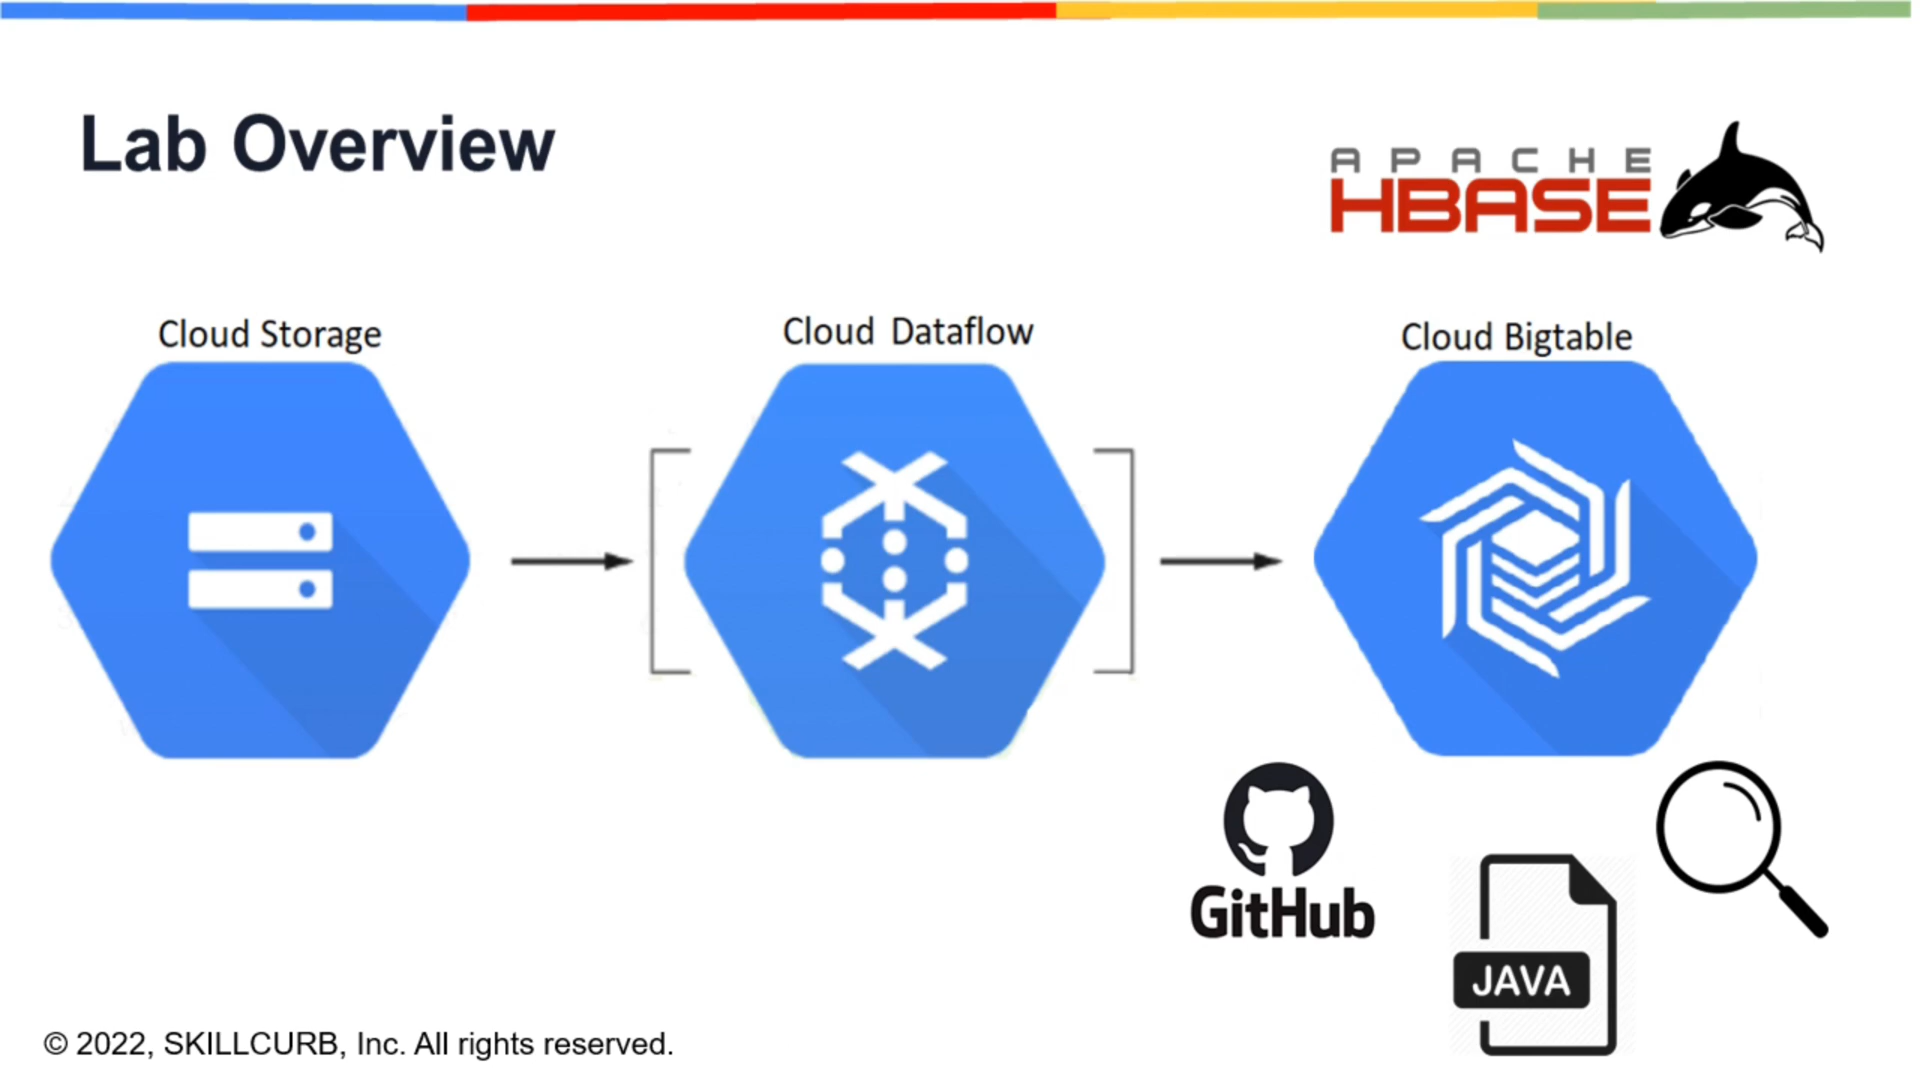 Lab Overview
APACHE
HBASE
Cloud Storage
Cloud Dataflow
Cloud Bigtable
GitHub
JAVA
© 2022, SKILLCURB, Inc. All rights reserved.